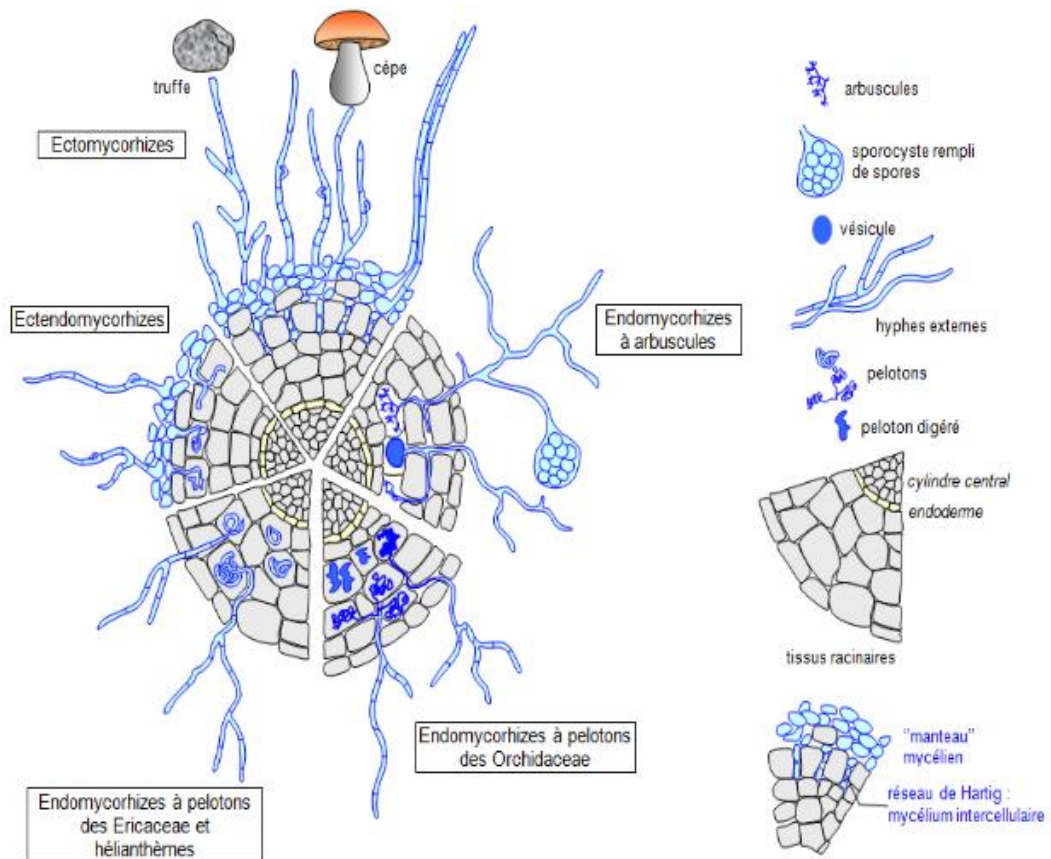 truffe
cèpe
Ectomycorhizes
Ectendomycorhizes
Endomycorhizes
à arbuscules
Endomycorhizes à pelotons
des Orchidaceae
Endomycorhizes à pelotons
des Ericaceae et
hélianthèmes
arbuscules
sporocyste rempli
de spores
vésicule
hyphes externes
pelotons
peloton digéré
cylindre central
endoderme
tissus racinaires
"manteau"
mycélien
réseau de Hartig :
mycélium intercellulaire